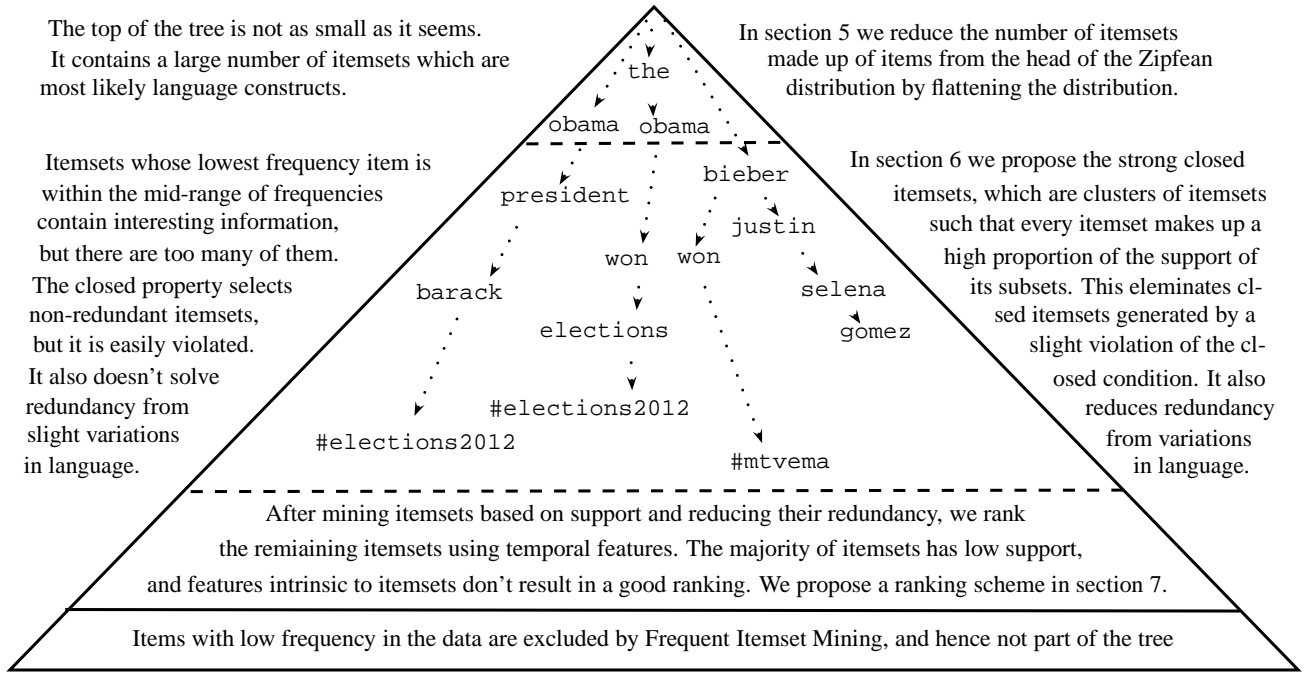 The top of the tree is not as small as it seems.
It contains a large number of itemsets which are
most likely language constructs.
In section 5 we reduce the number of itemsets
made up of items from the head of the Zipfean
distribution by flattening the distribution.
the
obama
obama
Itemsets whose lowest frequency item is
within the mid-range of frequencies
contain interesting information,
but there are too many of them.
The closed property selects
non-redundant itemsets,
but it is easily violated.
It also doesn't solve
redundancy from
slight variations
in language.
bieber
president
justin
won
won
barack
selena
elections
gomez
#elections2012
#elections2012
#mtvema
In section 6 we propose the strong closed
itemsets, which are clusters of itemsets
such that every itemset makes up a
high proportion of the support of
its subsets. This eleminates cl-
sed itemsets generated by a
slight violation of the cl-
osed condition. It also
reduces redundancy
from variations
in language.
After mining itemsets based on support and reducing their redundancy, we rank
the remiaining itemsets using temporal features. The majority of itemsets has low support,
and features intrinsic to itemsets don't result in a good ranking. We propose a ranking scheme in section 7.
Items with low frequency in the data are excluded by Frequent Itemset Mining, and hence not part of the tree